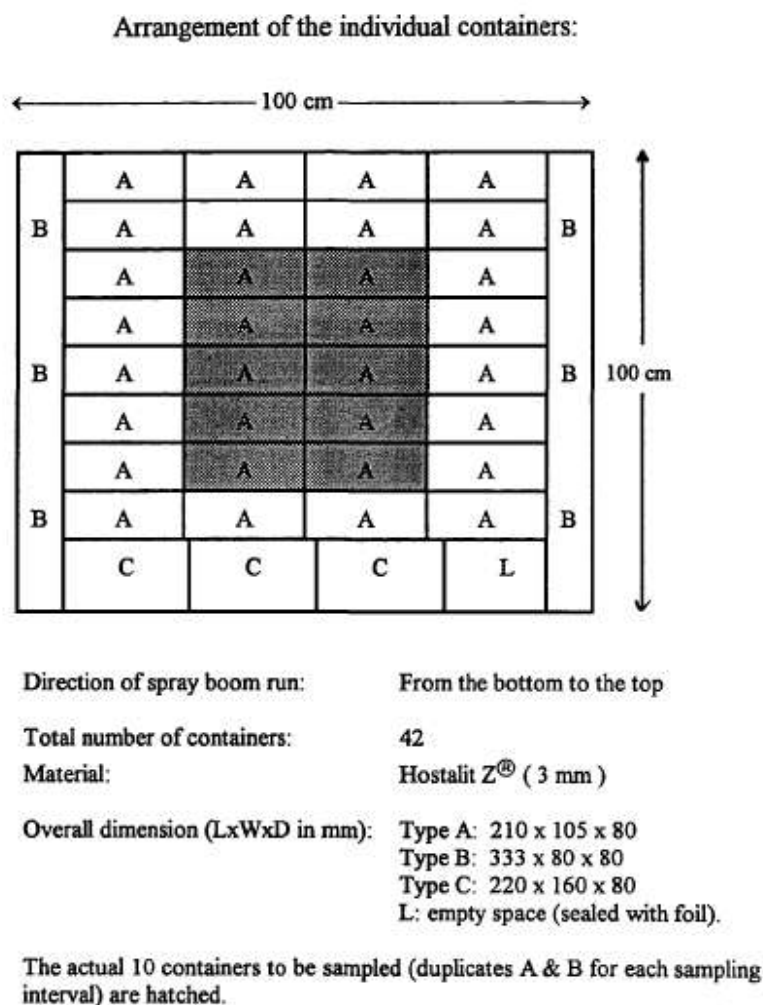 Arrangement of the individual containers:
100 cm
A A A A
B A A A A B
A A A A
A A A A
B A A A A B 100 cm
A A A A
A A A A
B A A A A B
C C C L
Direction of spray boom run: From the bottom to the top
Total number of containers: 42
Material: Hostalit Z® ( 3 mm )
Overall dimension (LxWxD in mm): Type A: 210 x 105 x 80
Type B: 333 x 80 x 80
Type C: 220 x 160 x 80
L: empty space (sealed with foil).
The actual 10 containers to be sampled (duplicates A & B for each sampling
interval) are hatched.